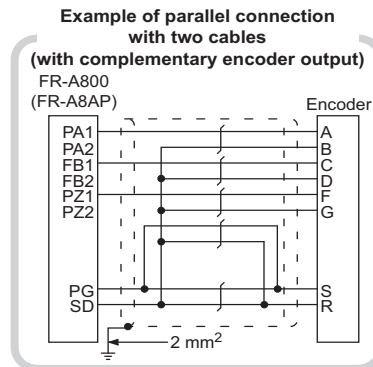 Example of parallel connection
with two cables
(with complementary encoder output)
FR-A800
(FR-A8AP)
Encoder
PA1
A
PA2
B
FB1
C
FB2
D
PZ1
F
PZ2
G
PG
S
SD
R
2 mm²